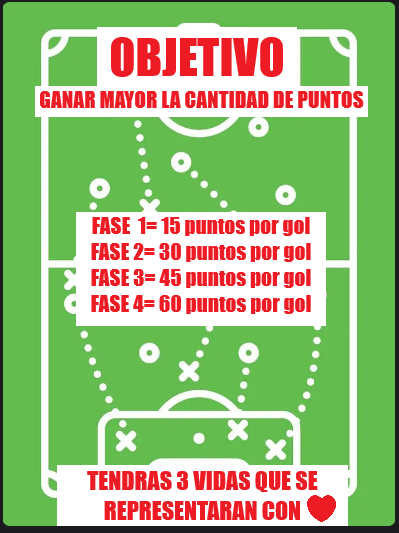 OBJETIVO
GANAR MAYOR LA CANTIDAD DE PUNTOS
FASE 1= 15 puntos por gol
FASE 2= 30 puntos por gol
FASE 3= 45 puntos por gol
FASE 4= 60 puntos por gol
TENDRAS 3 VIDAS QUE SE
REPRESENTARAN CON